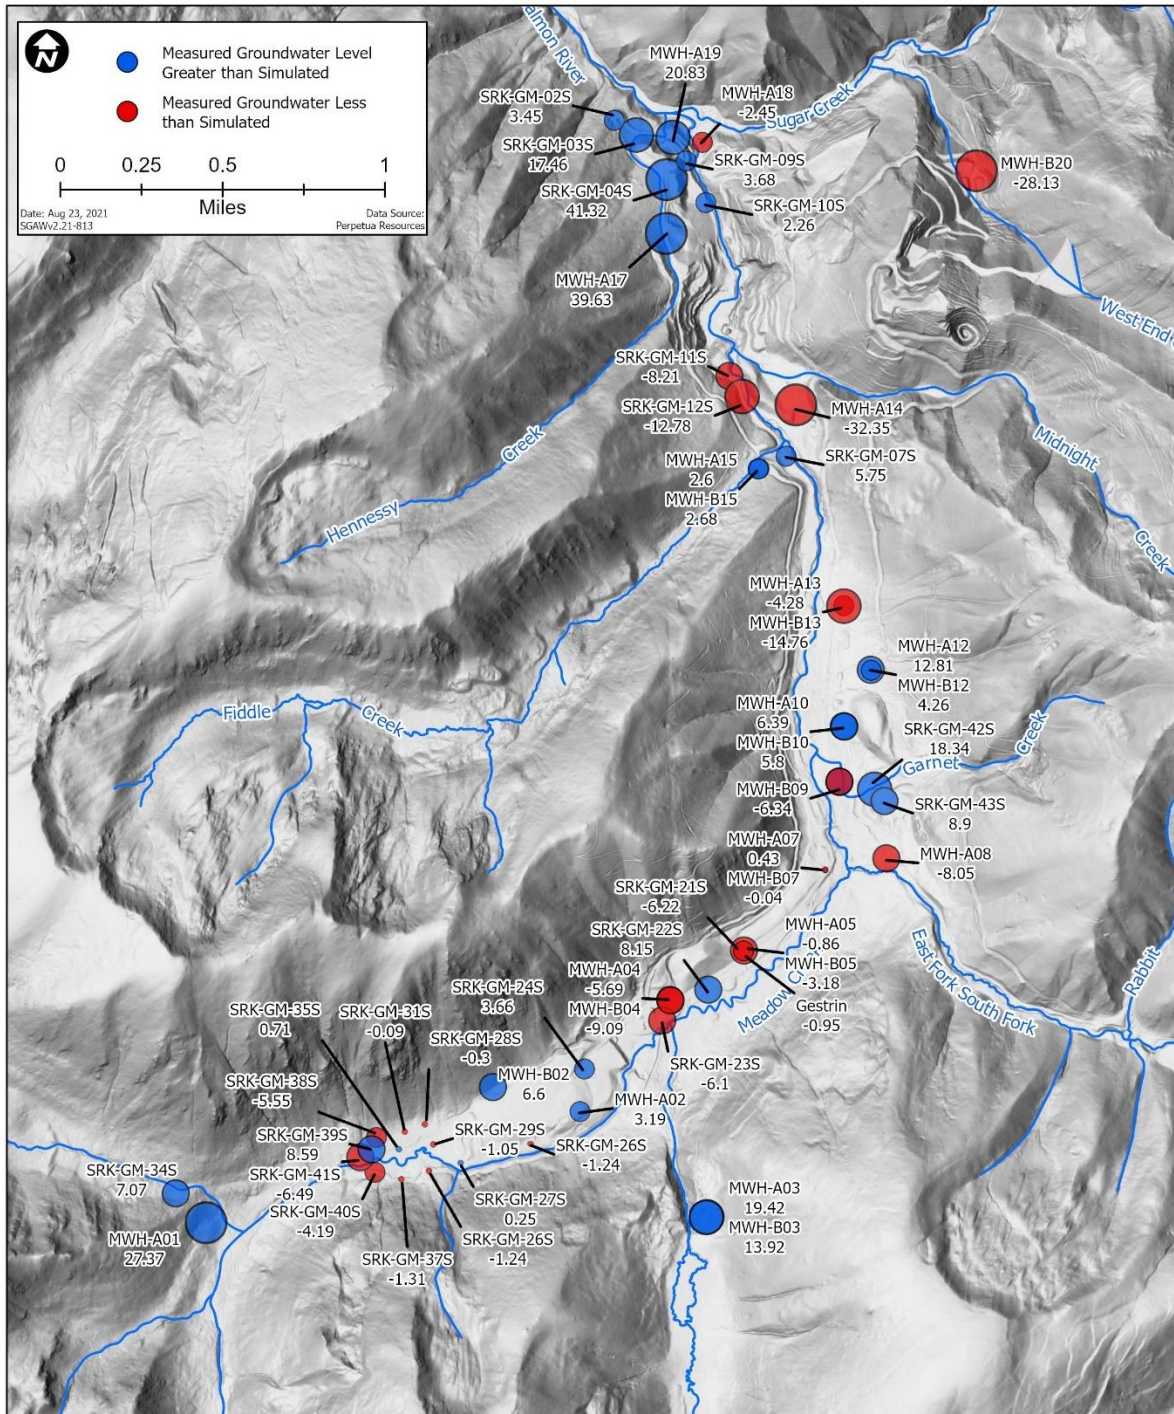 N
Measured Groundwater Level
Greater than Simulated
Measured Groundwater Less
than Simulated
0 0.25 0.5 1
Miles
Date: Aug 23, 2021
SGAWv2.21-813
Data Source:
Perpetua Resources
Salmon River
MWH-A19
20.83
SRK-GM-02S
3.45
MWH-A18
-2.45
Sugar Creek
SRK-GM-03S
17.46
SRK-GM-09S
3.68
MWH-B20
-28.13
SRK-GM-04S
41.32
SRK-GM-10S
2.26
MWH-A17
39.63
West End
SRK-GM-11S
-8.21
SRK-GM-12S
-12.78
MWH-A14
-32.35
Midnight
Creek
Hennessy
Creek
MWH-A15
2.6
MWH-B15
2.68
SRK-GM-07S
5.75
MWH-A13
-4.28
MWH-B13
-14.76
MWH-A12
12.81
MWH-B12
4.26
MWH-A10
6.39
MWH-B10
5.8
SRK-GM-42S
18.34
Garnet
Creek
Fiddle
Creek
MWH-B09
-6.34
SRK-GM-43S
8.9
MWH-A07
0.43
MWH-B07
-0.04
MWH-A08
-8.05
SRK-GM-21S
-6.22
SRK-GM-22S
8.15
MWH-A05
-0.86
MWH-B05
-3.18
Gestrin
-0.95
MWH-A04
-5.69
MWH-B04
-9.09
Meadow
East Fork South Fork
Rabbit
SRK-GM-24S
3.66
SRK-GM-35S
0.71
SRK-GM-31S
-0.09
SRK-GM-28S
-0.3
SRK-GM-23S
-6.1
MWH-B02
6.6
SRK-GM-38S
-5.55
MWH-A02
3.19
SRK-GM-39S
8.59
SRK-GM-29S
-1.05
SRK-GM-26S
-1.24
SRK-GM-34S
7.07
SRK-GM-41S
-6.49
SRK-GM-40S
-4.19
SRK-GM-27S
0.25
SRK-GM-26S
-1.24
MWH-A03
19.42
MWH-B03
13.92
MWH-A01
27.37
SRK-GM-37S
-1.31